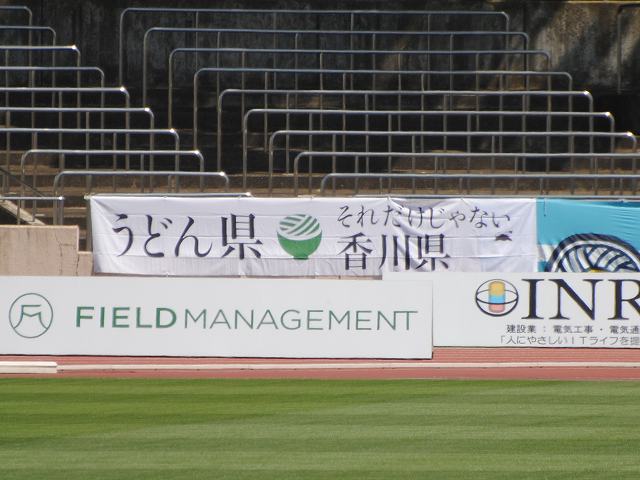 うどん県
それだけじゃない
香川県
FIELD MANAGEMENT
INR
建設業：電気工事・電気通
「人にやさしいITライフを提